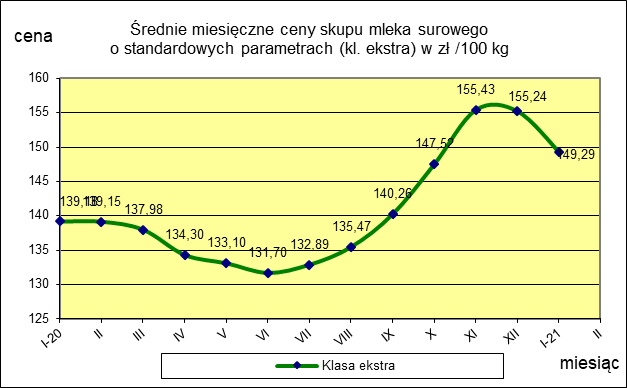 cena
Średnie miesięczne ceny skupu mleka surowego
o standardowych parametrach (kl. ekstra) w zł /100 kg
160
155
150
145
140
135
130
125
139,15
137,98
134,30
133,10
131,70
132,89
135,47
140,26
155,43
155,24
149,29
I-20
II
III
IV
V
VI
VII
VIII
IX
X
XI
XII
I-21
II
miesiąc
Klasa ekstra